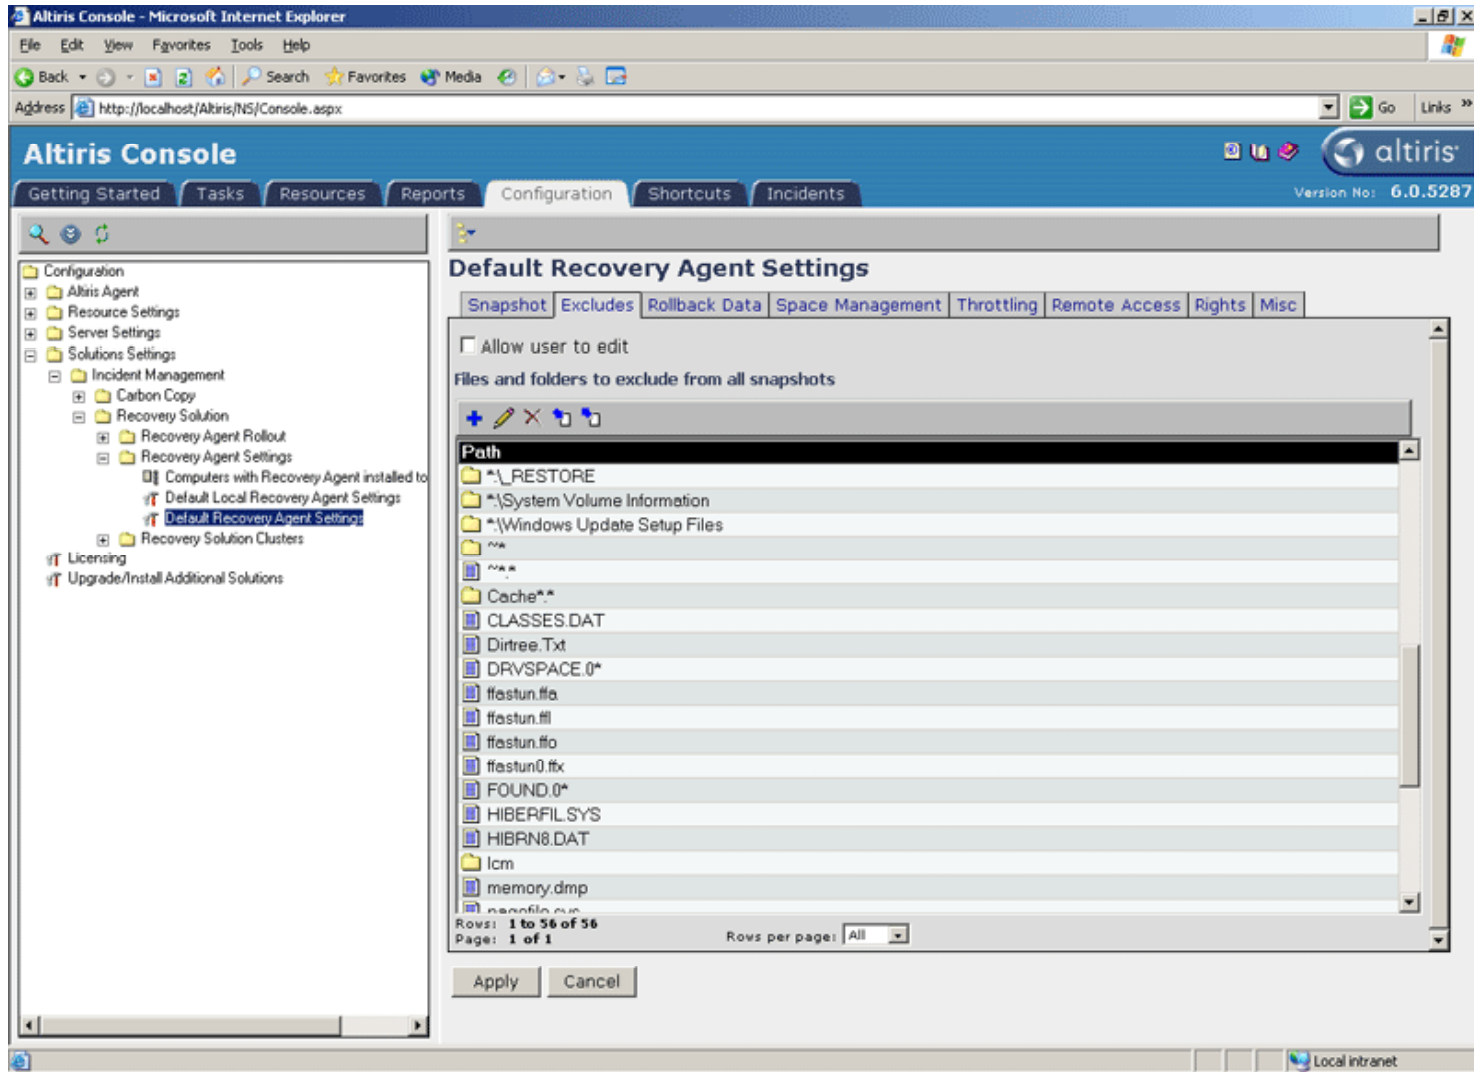 Altiris Console - Microsoft Internet Explorer
File Edit View Favorites Tools Help
Back Search Favorites Media
Address http://localhost/Altiris/NS/Console.aspx Go Links »
Altiris Console
altiris
Getting Started Tasks Resources Reports Configuration Shortcuts Incidents
Version No: 6.0.5287
Configuration
Altiris Agent
Resource Settings
Server Settings
Solutions Settings
Incident Management
Carbon Copy
Recovery Solution
Recovery Agent Rollout
Recovery Agent Settings
Computers with Recovery Agent installed to
Default Local Recovery Agent Settings
Default Recovery Agent Settings
Recovery Solution Clusters
Licensing
Upgrade/Install Additional Solutions
Default Recovery Agent Settings
Snapshot Excludes Rollback Data Space Management Throttling Remote Access Rights Misc
Allow user to edit
Files and folders to exclude from all snapshots
Path
*:\_RESTORE
*:\System Volume Information
*:\Windows Update Setup Files
~*
~*.*
Cache*.*
CLASSES.DAT
Dirtree.Txt
DRVSPACE.0*
ffastun.ffa
ffastun.ffl
ffastun.ffo
ffastun0.ffx
FOUND.0*
HIBERFIL.SYS
HIBRN8.DAT
lcm
memory.dmp
pagefile.sys
Rows: 1 to 56 of 56
Page: 1 of 1
Rows per page: All
Apply Cancel
Local intranet